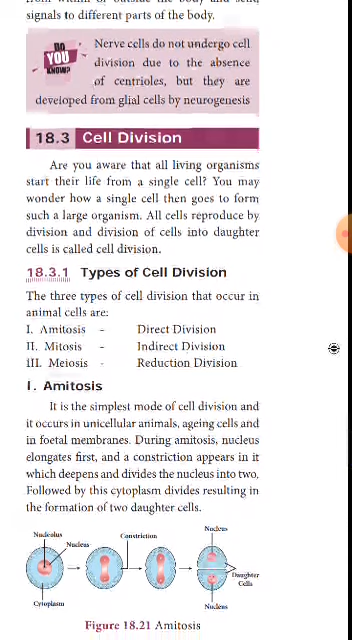 signals to different parts of the body.
DO
YOU
KNOW?
Nerve cells do not undergo cell
division due to the absence
of centrioles, but they are
developed from glial cells by neurogenesis
18.3 Cell Division
Are you aware that all living organisms
start their life from a single cell? You may
wonder how a single cell then goes to form
such a large organism. All cells reproduce by
division and division of cells into daughter
cells is called cell division.
18.3.1 Types of Cell Division
The three types of cell division that occur in
animal cells are:
I. Amitosis - Direct Division
II. Mitosis - Indirect Division
III. Meiosis - Reduction Division
I. Amitosis
It is the simplest mode of cell division and
it occurs in unicellular animals, ageing cells and
in foetal membranes. During amitosis, nucleus
elongates first, and a constriction appears in it
which deepens and divides the nucleus into two.
Followed by this cytoplasm divides resulting in
the formation of two daughter cells.
Nucleolus
Nucleus
Constriction
Nucleus
Daughter
Cells
Cytoplasm
Nucleus
Figure 18.21 Amitosis